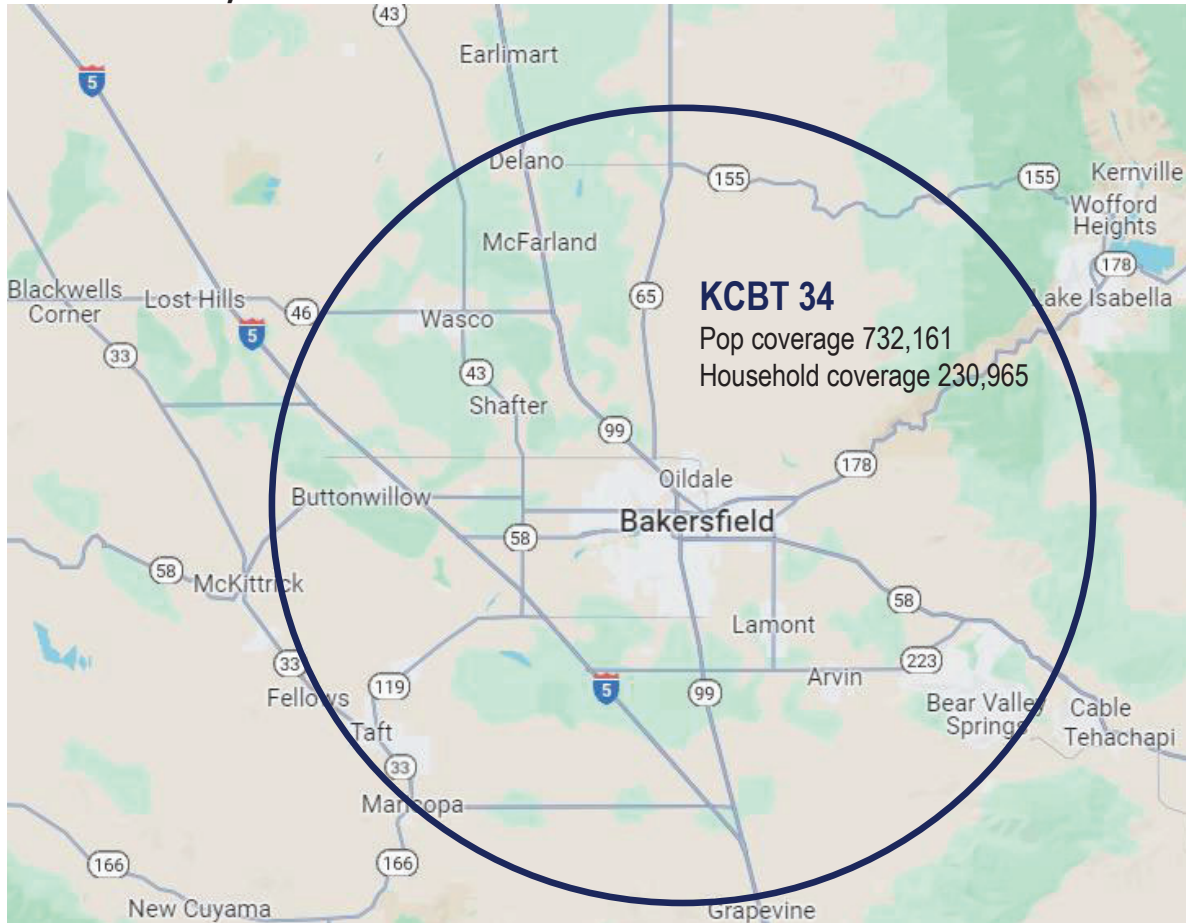 43
5
Earlimart
Delano
155
155
Kernville
Wofford
Heights
McFarland
178
Blackwells
Corner
Lost Hills
46
65
KCBT 34
Lake Isabella
Wasco
5
Pop coverage 732,161
33
43
Household coverage 230,965
Shafter
99
178
Oildale
Buttonwillow
Bakersfield
58
58
McKittrick
58
Lamont
33
223
Fellows
119
5
99
Arvin
Bear Valley
Springs
Cable
Taft
Tehachapi
33
Maricopa
166
166
New Cuyama
Grapevine